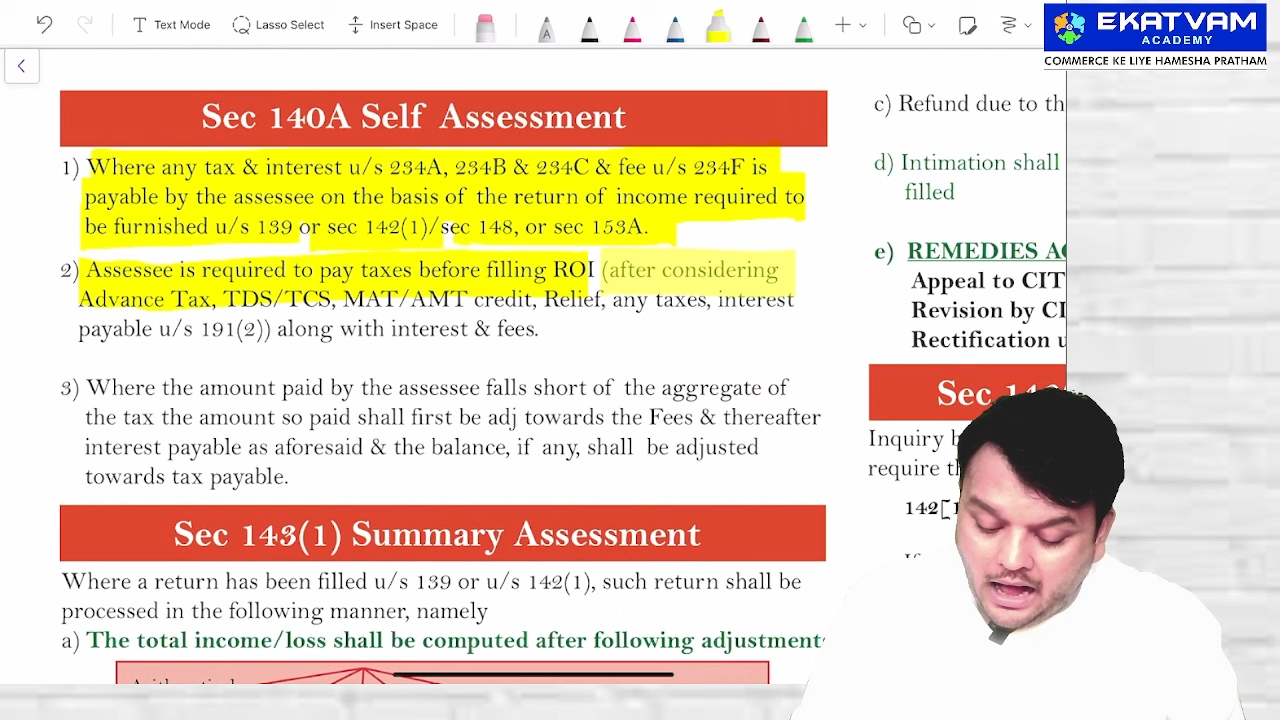 Text Mode Lasso Select Insert Space
EKATVAM
ACADEMY
COMMERCE KE LIYE HAMESHA PRATHAM
Sec 140A Self Assessment
1) Where any tax & interest u/s 234A, 234B & 234C & fee u/s 234F is
payable by the assessee on the basis of the return of income required to
be furnished u/s 139 or sec 142(1)/sec 148, or sec 153A.
2) Assessee is required to pay taxes before filling ROI (after considering
Advance Tax, TDS/TCS, MAT/AMT credit, Relief, any taxes, interest
payable u/s 191(2)) along with interest & fees.
3) Where the amount paid by the assessee falls short of the aggregate of
the tax the amount so paid shall first be adj towards the Fees & thereafter
interest payable as aforesaid & the balance, if any, shall be adjusted
towards tax payable.
Sec 143(1) Summary Assessment
Where a return has been filled u/s 139 or u/s 142(1), such return shall be
processed in the following manner, namely
a) The total income/loss shall be computed after following adjustment
c) Refund due to th
d) Intimation shall
filled
e) REMEDIES A
Appeal to CIT
Revision by CI
Rectification u
Sec
Inquiry
require
142[